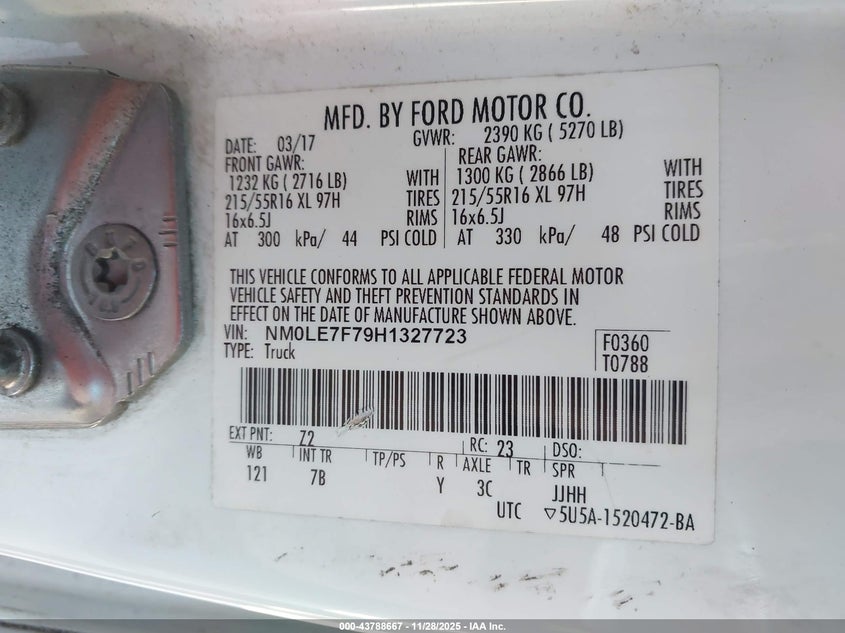 MFD. BY FORD MOTOR CO.
DATE: 03/17 GVWR: 2390 KG ( 5270 LB)
FRONT GAWR: REAR GAWR:
1232 KG ( 2716 LB) WITH 1300 KG ( 2866 LB) WITH
215/55R16 XL 97H TIRES 215/55R16 XL 97H TIRES
16x6.5J RIMS 16x6.5J RIMS
AT 300 kPa/ 44 PSI COLD AT 330 kPa/ 48 PSI COLD
THIS VEHICLE CONFORMS TO ALL APPLICABLE FEDERAL MOTOR
VEHICLE SAFETY AND THEFT PREVENTION STANDARDS IN
EFFECT ON THE DATE OF MANUFACTURE SHOWN ABOVE.
VIN: NM0LE7F79H1327723 F0360
TYPE: Truck T0788
EXT PNT: Z2 RC: 23 DSO:
WB INT TR TP/PS R AXLE TR SPR
121 7B Y 3C JJHH
UTC ▽5U5A-1520472-BA
000-43788667 | 11/28/2025 - IAA Inc.